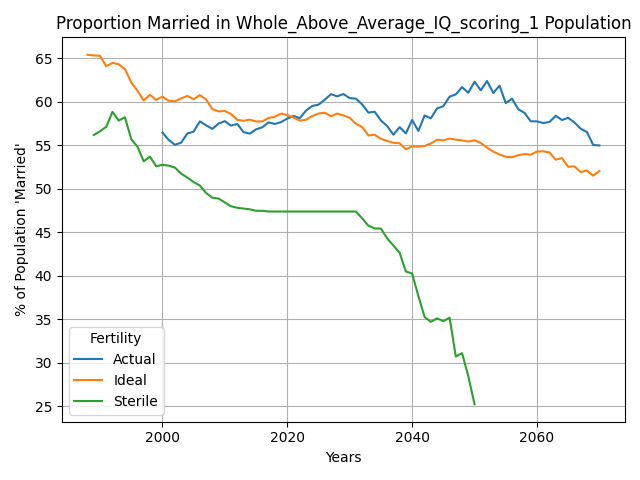 Proportion Married in Whole_Above_Average_IQ_scoring_1 Population
% of Population 'Married'
65
60
55
50
45
40
35
30
25
Fertility
Actual
Ideal
Sterile
2000 2020 2040 2060
Years